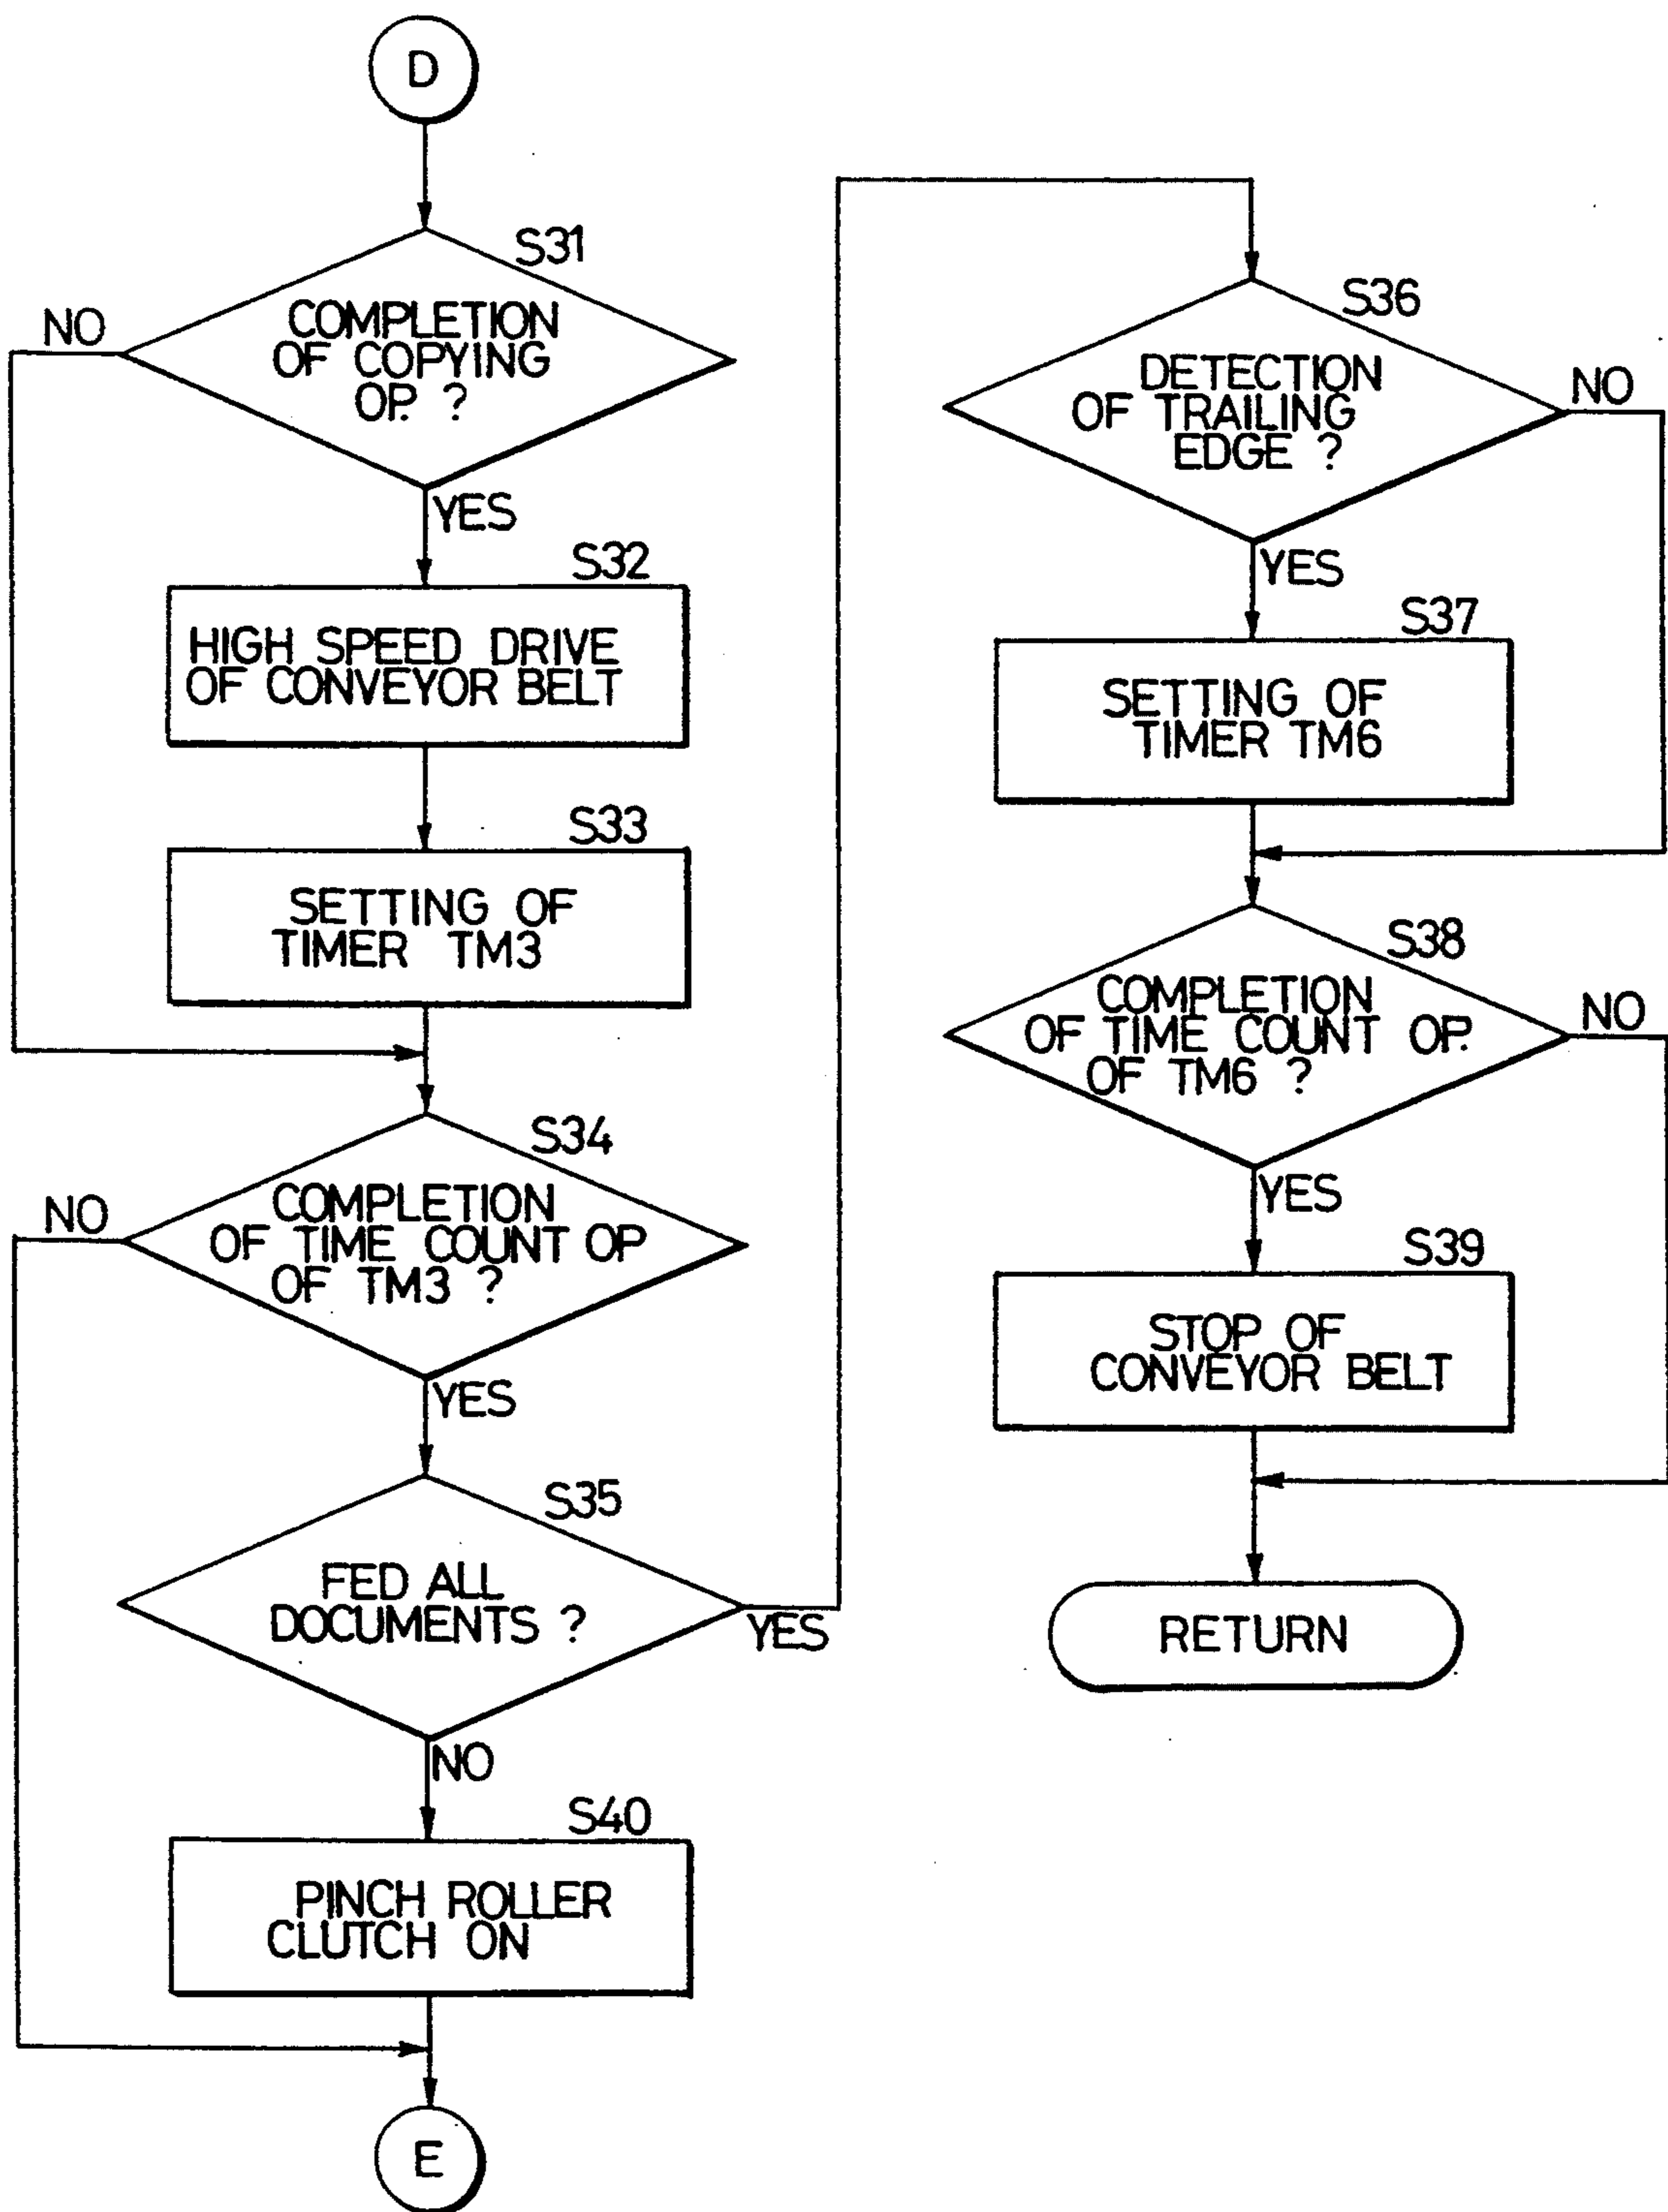 D
S31
NO
COMPLETION
OF COPYING
OP. ?
YES
S32
HIGH SPEED DRIVE
OF CONVEYOR BELT
S33
SETTING OF
TIMER TM3
S34
NO
COMPLETION
OF TIME COUNT OP
OF TM3 ?
YES
S35
FED ALL
DOCUMENTS ?
YES
NO
S40
PINCH ROLLER
CLUTCH ON
E
S36
DETECTION
OF TRAILING
EDGE ?
NO
YES
S37
SETTING OF
TIMER TM6
S38
COMPLETION
OF TIME COUNT OP.
OF TM6 ?
NO
YES
S39
STOP OF
CONVEYOR BELT
RETURN